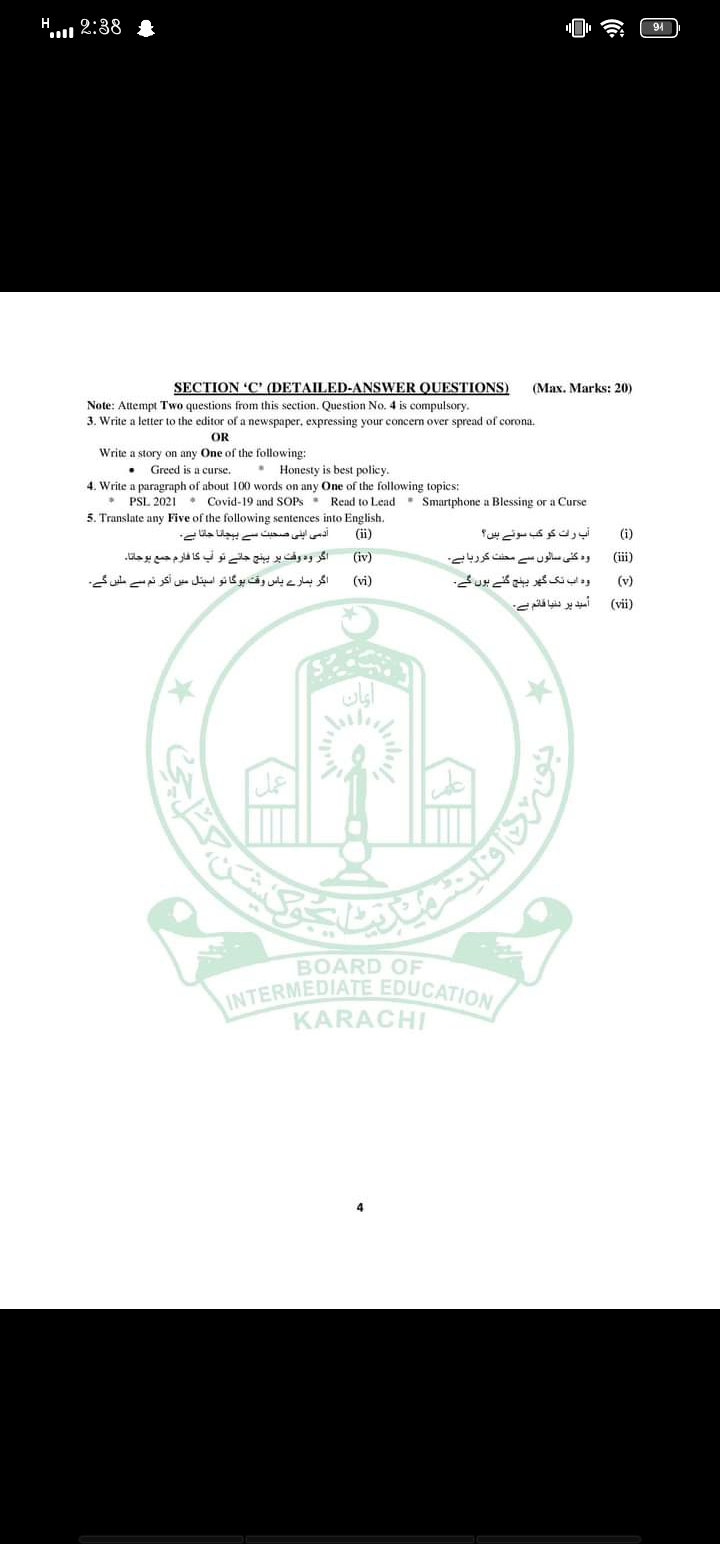 H 2:38 94
SECTION ‘C’ (DETAILED-ANSWER QUESTIONS) (Max. Marks: 20)
Note: Attempt Two questions from this section. Question No. 4 is compulsory.
3. Write a letter to the editor of a newspaper, expressing your concern over spread of corona.
OR
Write a story on any One of the following:
• Greed is a curse. * Honesty is best policy.
4. Write a paragraph of about 100 words on any One of the following topics:
* PSL 2021 * Covid-19 and SOPs * Read to Lead * Smartphone a Blessing or a Curse
5. Translate any Five of the following sentences into English.
(i) آپ رات کو کب سوتے ہیں؟ (ii) آدمی اپنی صحبت سے پہچانا جاتا ہے۔
(iii) وہ کئی سالوں سے محنت کررہا ہے۔ (iv) اگر وہ وقت پر پہنچ جاتے تو آپ کا فارم جمع ہوجاتا۔
(v) وہ اب تک گھر پہنچ گئے ہوں گے۔ (vi) اگر ہمارے پاس وقت ہوگا تو اسپتال میں آکر تم سے ملیں گے۔
(vii) اُمید پر دنیا قائم ہے۔
ایمان
عمل علم
بورڈ آف انٹرمیڈیٹ ایجوکیشن، کراچی
BOARD OF
INTERMEDIATE EDUCATION
KARACHI
4